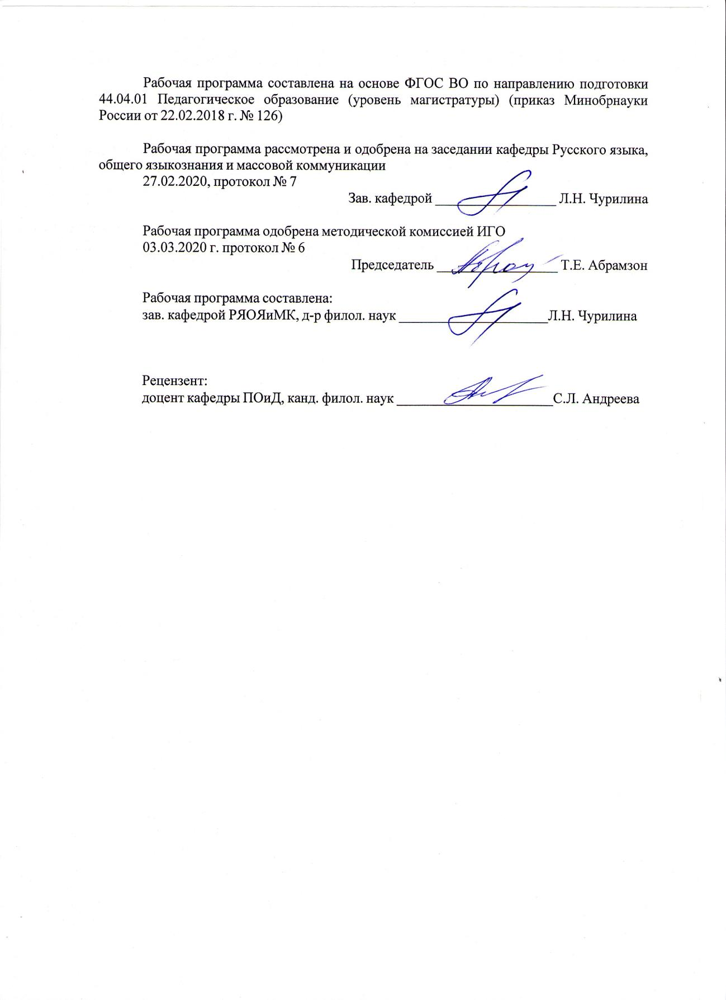 Рабочая программа составлена на основе ФГОС ВО по направлению подготовки
44.04.01 Педагогическое образование (уровень магистратуры) (приказ Минобрнауки
России от 22.02.2018 г. № 126)
Рабочая программа рассмотрена и одобрена на заседании кафедры Русского языка,
общего языкознания и массовой коммуникации
27.02.2020, протокол № 7
Зав. кафедрой _________________ Л.Н. Чурилина
Рабочая программа одобрена методической комиссией ИГО
03.03.2020 г. протокол № 6
Председатель _________________ Т.Е. Абрамзон
Рабочая программа составлена:
зав. кафедрой РЯОЯиМК, д-р филол. наук _____________________Л.Н. Чурилина
Рецензент:
доцент кафедры ПОиД, канд. филол. наук ______________________С.Л. Андреева